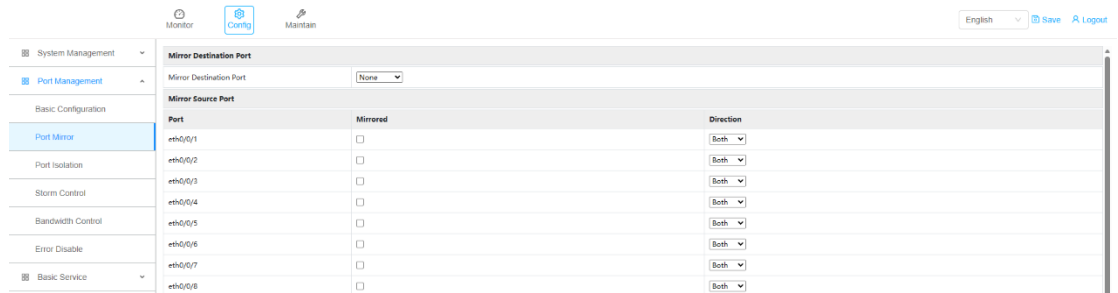 Monitor Config Maintain English Save Logout
System Management
Port Management
Basic Configuration
Port Mirror
Port Isolation
Storm Control
Bandwidth Control
Error Disable
Basic Service
Mirror Destination Port
Mirror Destination Port None
Mirror Source Port
Port Mirrored Direction
eth0/0/1 Both
eth0/0/2 Both
eth0/0/3 Both
eth0/0/4 Both
eth0/0/5 Both
eth0/0/6 Both
eth0/0/7 Both
eth0/0/8 Both